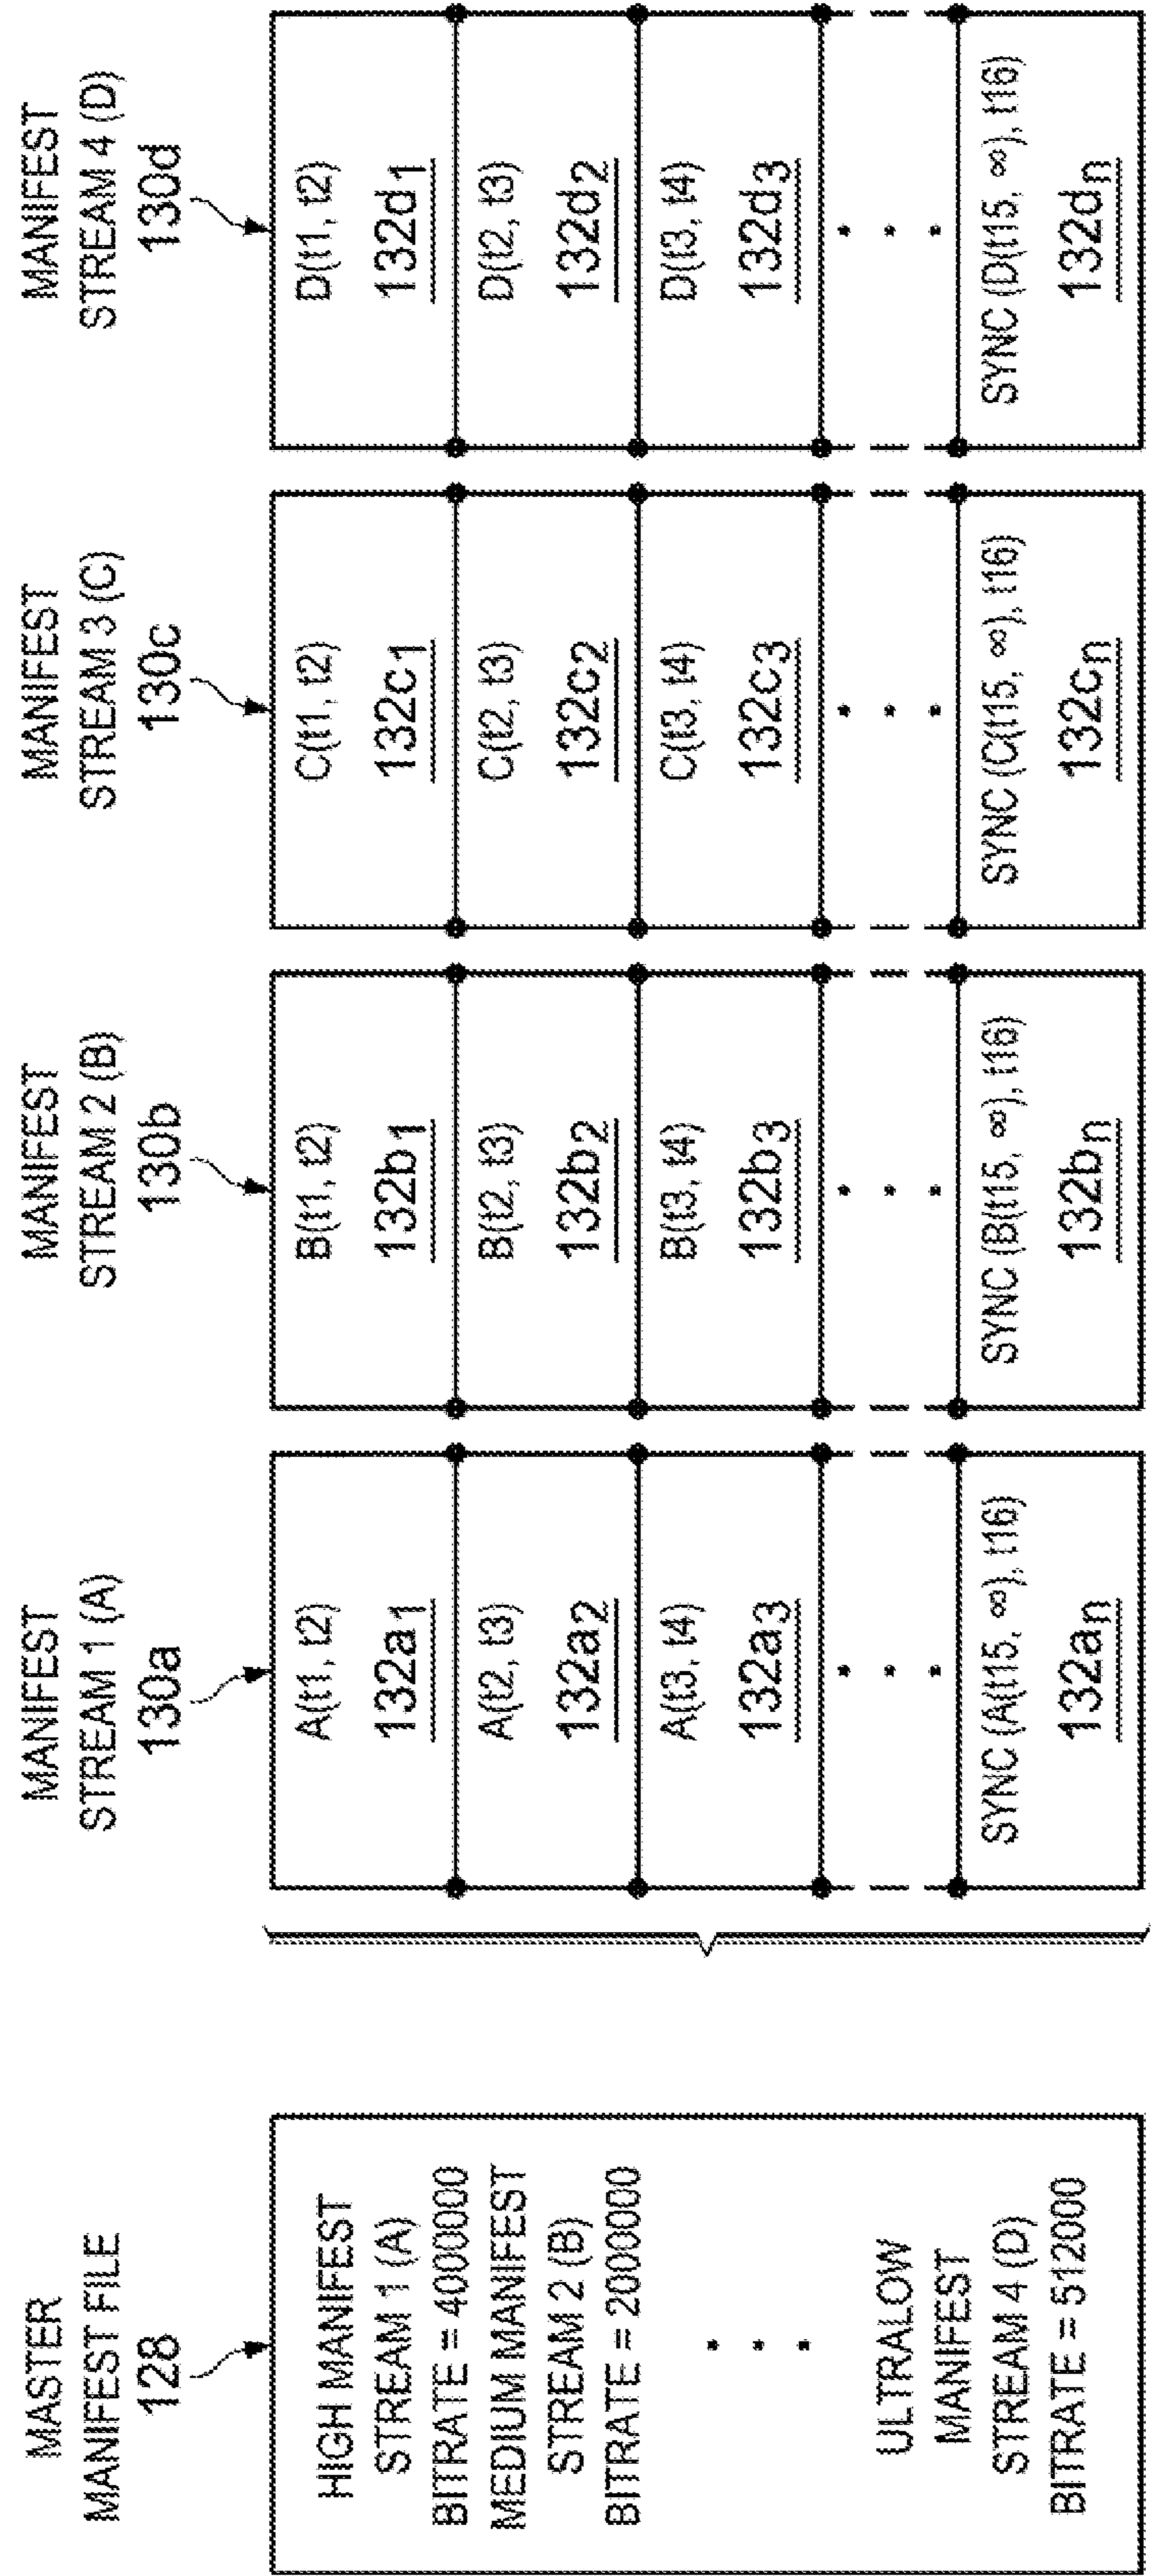 MASTER
MANIFEST FILE
128
HIGH MANIFEST
STREAM 1 (A)
BITRATE = 4000000
MEDIUM MANIFEST
STREAM 2 (B)
BITRATE = 2000000
ULTRALOW
MANIFEST
STREAM 4 (D)
BITRATE = 512000
MANIFEST
STREAM 1 (A)
130a
A(t1, t2)
132a1
A(t2, t3)
132a2
A(t3, t4)
132a3
SYNC (A(t15, ∞), t16)
132an
MANIFEST
STREAM 2 (B)
130b
B(t1, t2)
132b1
B(t2, t3)
132b2
B(t3, t4)
132b3
SYNC (B(t15, ∞), t16)
132bn
MANIFEST
STREAM 3 (C)
130c
C(t1, t2)
132c1
C(t2, t3)
132c2
C(t3, t4)
132c3
SYNC (C(t15, ∞), t16)
132cn
MANIFEST
STREAM 4 (D)
130d
D(t1, t2)
132d1
D(t2, t3)
132d2
D(t3, t4)
132d3
SYNC (D(t15, ∞), t16)
132dn